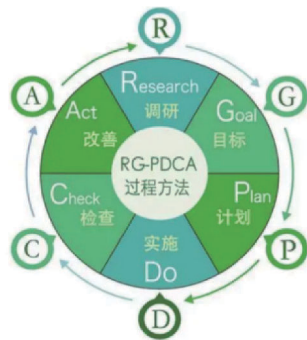 R
Research
调研
G
Goal
目标
P
Plan
计划
D
实施
Do
C
Check
检查
A
Act
改善
RG-PDCA
过程方法